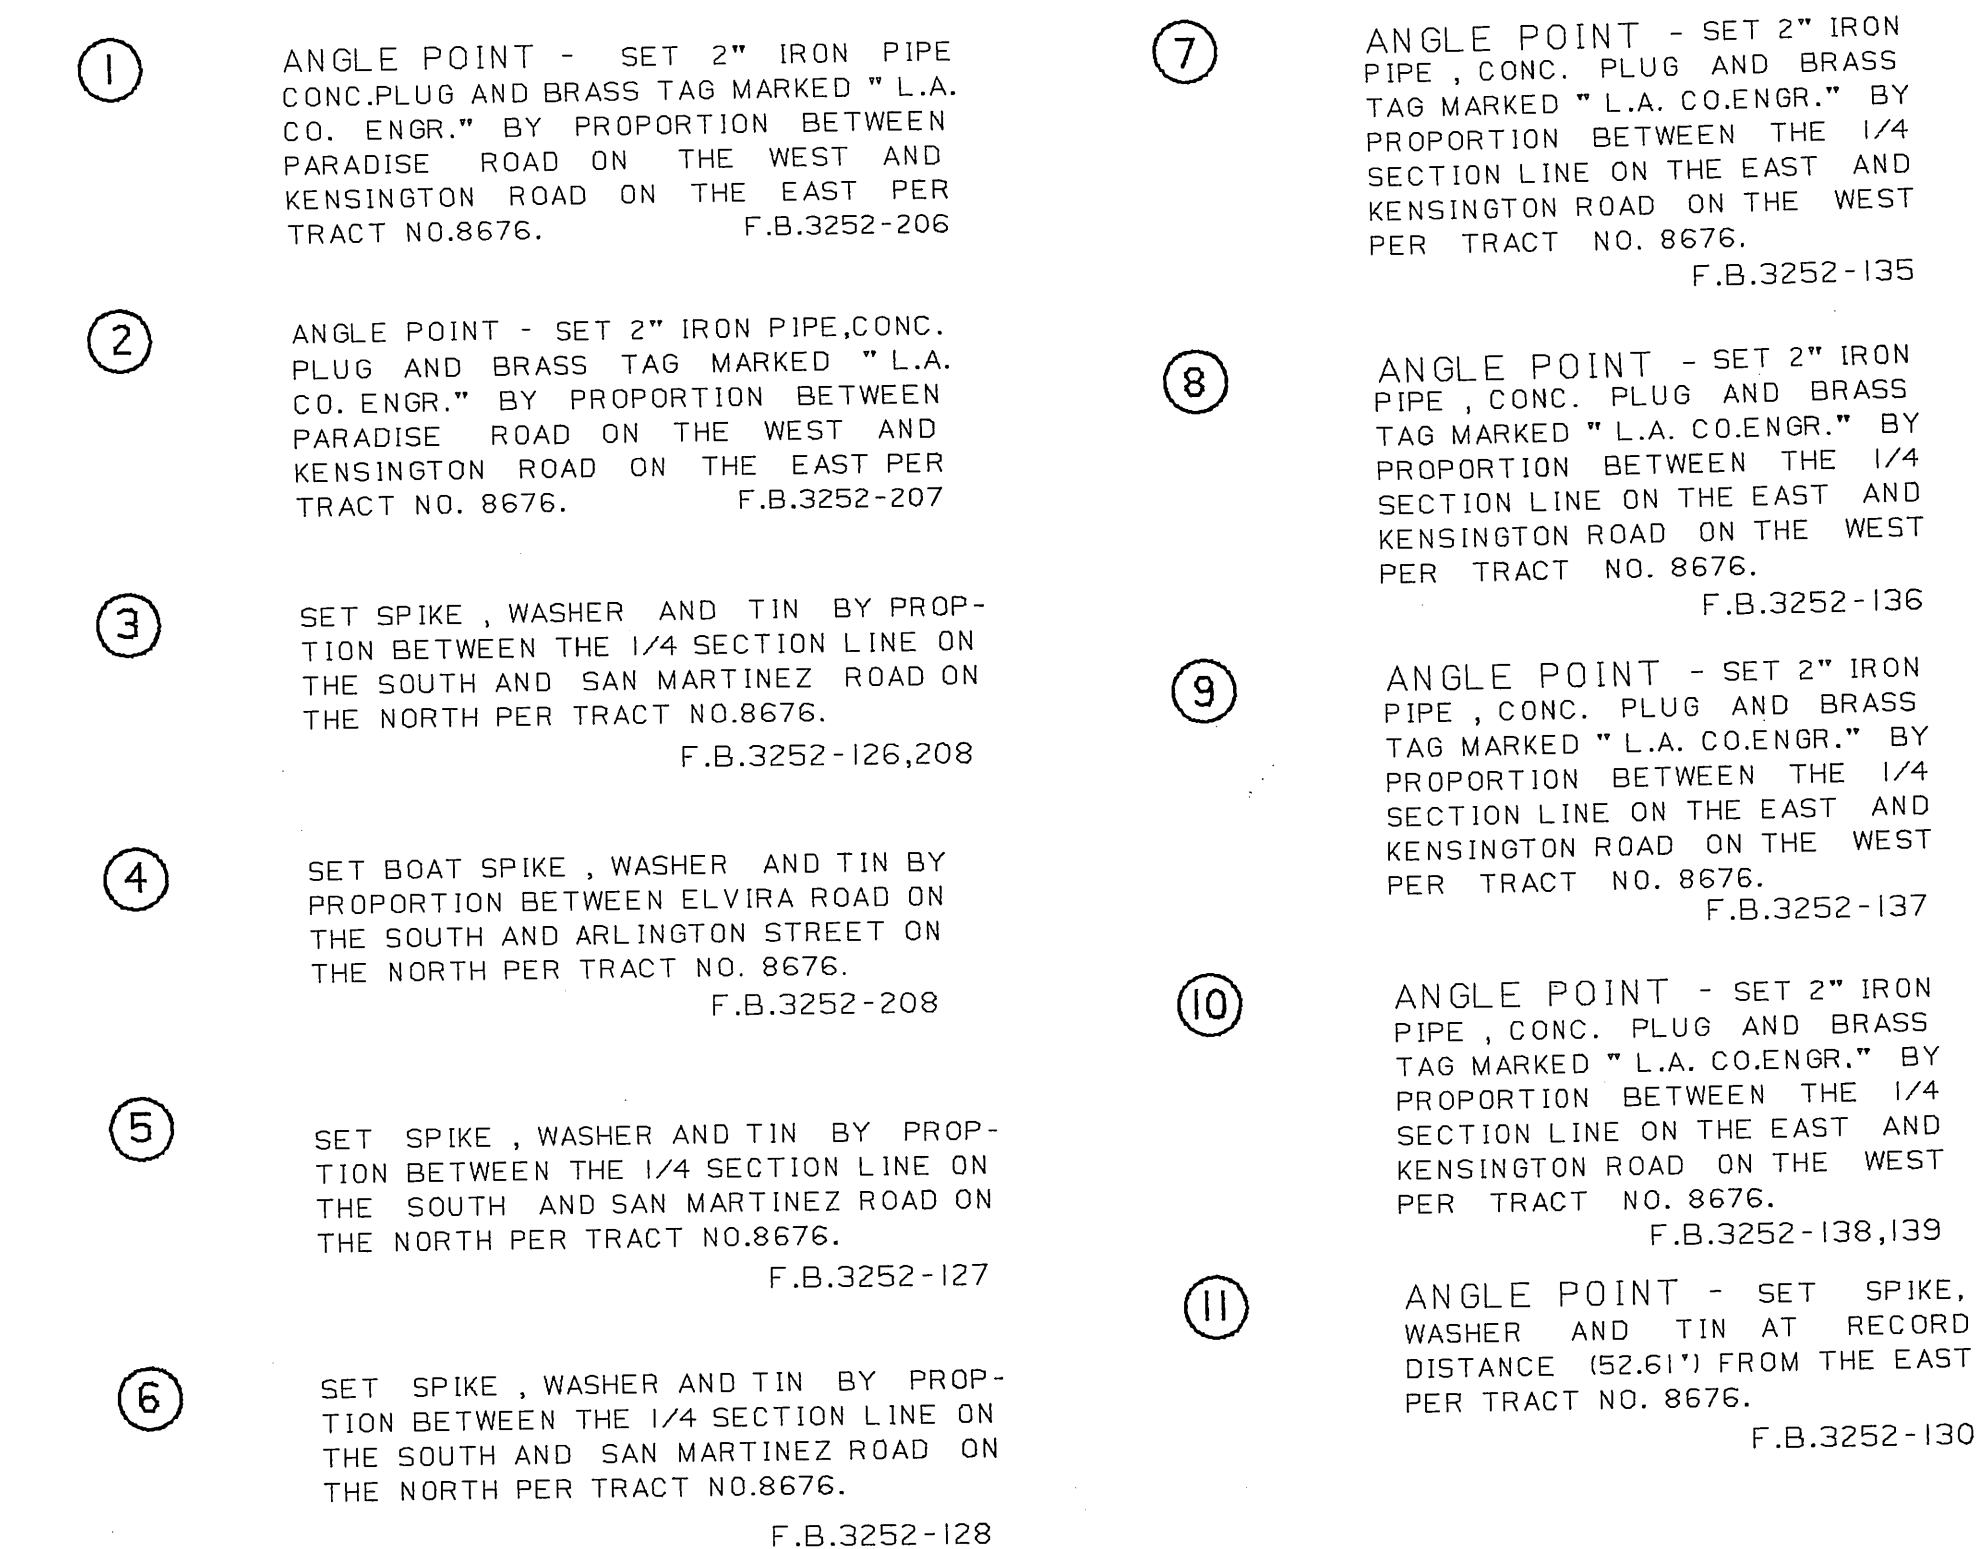 1
ANGLE POINT - SET 2" IRON PIPE
CONC.PLUG AND BRASS TAG MARKED "L.A.
CO. ENGR." BY PROPORTION BETWEEN
PARADISE ROAD ON THE WEST AND
KENSINGTON ROAD ON THE EAST PER
TRACT NO.8676. F.B.3252-206
2
ANGLE POINT - SET 2" IRON PIPE,CONC.
PLUG AND BRASS TAG MARKED "L.A.
CO. ENGR." BY PROPORTION BETWEEN
PARADISE ROAD ON THE WEST AND
KENSINGTON ROAD ON THE EAST PER
TRACT NO. 8676. F.B.3252-207
3
SET SPIKE , WASHER AND TIN BY PROP-
TION BETWEEN THE 1/4 SECTION LINE ON
THE SOUTH AND SAN MARTINEZ ROAD ON
THE NORTH PER TRACT NO.8676.
F.B.3252-126,208
4
SET BOAT SPIKE , WASHER AND TIN BY
PROPORTION BETWEEN ELVIRA ROAD ON
THE SOUTH AND ARLINGTON STREET ON
THE NORTH PER TRACT NO. 8676.
F.B.3252-208
5
SET SPIKE , WASHER AND TIN BY PROP-
TION BETWEEN THE 1/4 SECTION LINE ON
THE SOUTH AND SAN MARTINEZ ROAD ON
THE NORTH PER TRACT NO.8676.
F.B.3252-127
6
SET SPIKE , WASHER AND TIN BY PROP-
TION BETWEEN THE 1/4 SECTION LINE ON
THE SOUTH AND SAN MARTINEZ ROAD ON
THE NORTH PER TRACT NO.8676.
F.B.3252-128
7
ANGLE POINT - SET 2" IRON
PIPE , CONC. PLUG AND BRASS
TAG MARKED "L.A. CO.ENGR." BY
PROPORTION BETWEEN THE 1/4
SECTION LINE ON THE EAST AND
KENSINGTON ROAD ON THE WEST
PER TRACT NO. 8676.
F.B.3252-135
8
ANGLE POINT - SET 2" IRON
PIPE , CONC. PLUG AND BRASS
TAG MARKED "L.A. CO.ENGR." BY
PROPORTION BETWEEN THE 1/4
SECTION LINE ON THE EAST AND
KENSINGTON ROAD ON THE WEST
PER TRACT NO. 8676.
F.B.3252-136
9
ANGLE POINT - SET 2" IRON
PIPE , CONC. PLUG AND BRASS
TAG MARKED "L.A. CO.ENGR." BY
PROPORTION BETWEEN THE 1/4
SECTION LINE ON THE EAST AND
KENSINGTON ROAD ON THE WEST
PER TRACT NO. 8676.
F.B.3252-137
10
ANGLE POINT - SET 2" IRON
PIPE , CONC. PLUG AND BRASS
TAG MARKED "L.A. CO.ENGR." BY
PROPORTION BETWEEN THE 1/4
SECTION LINE ON THE EAST AND
KENSINGTON ROAD ON THE WEST
PER TRACT NO. 8676.
F.B.3252-138,139
11
ANGLE POINT - SET SPIKE,
WASHER AND TIN AT RECORD
DISTANCE (52.61') FROM THE EAST
PER TRACT NO. 8676.
F.B.3252-130